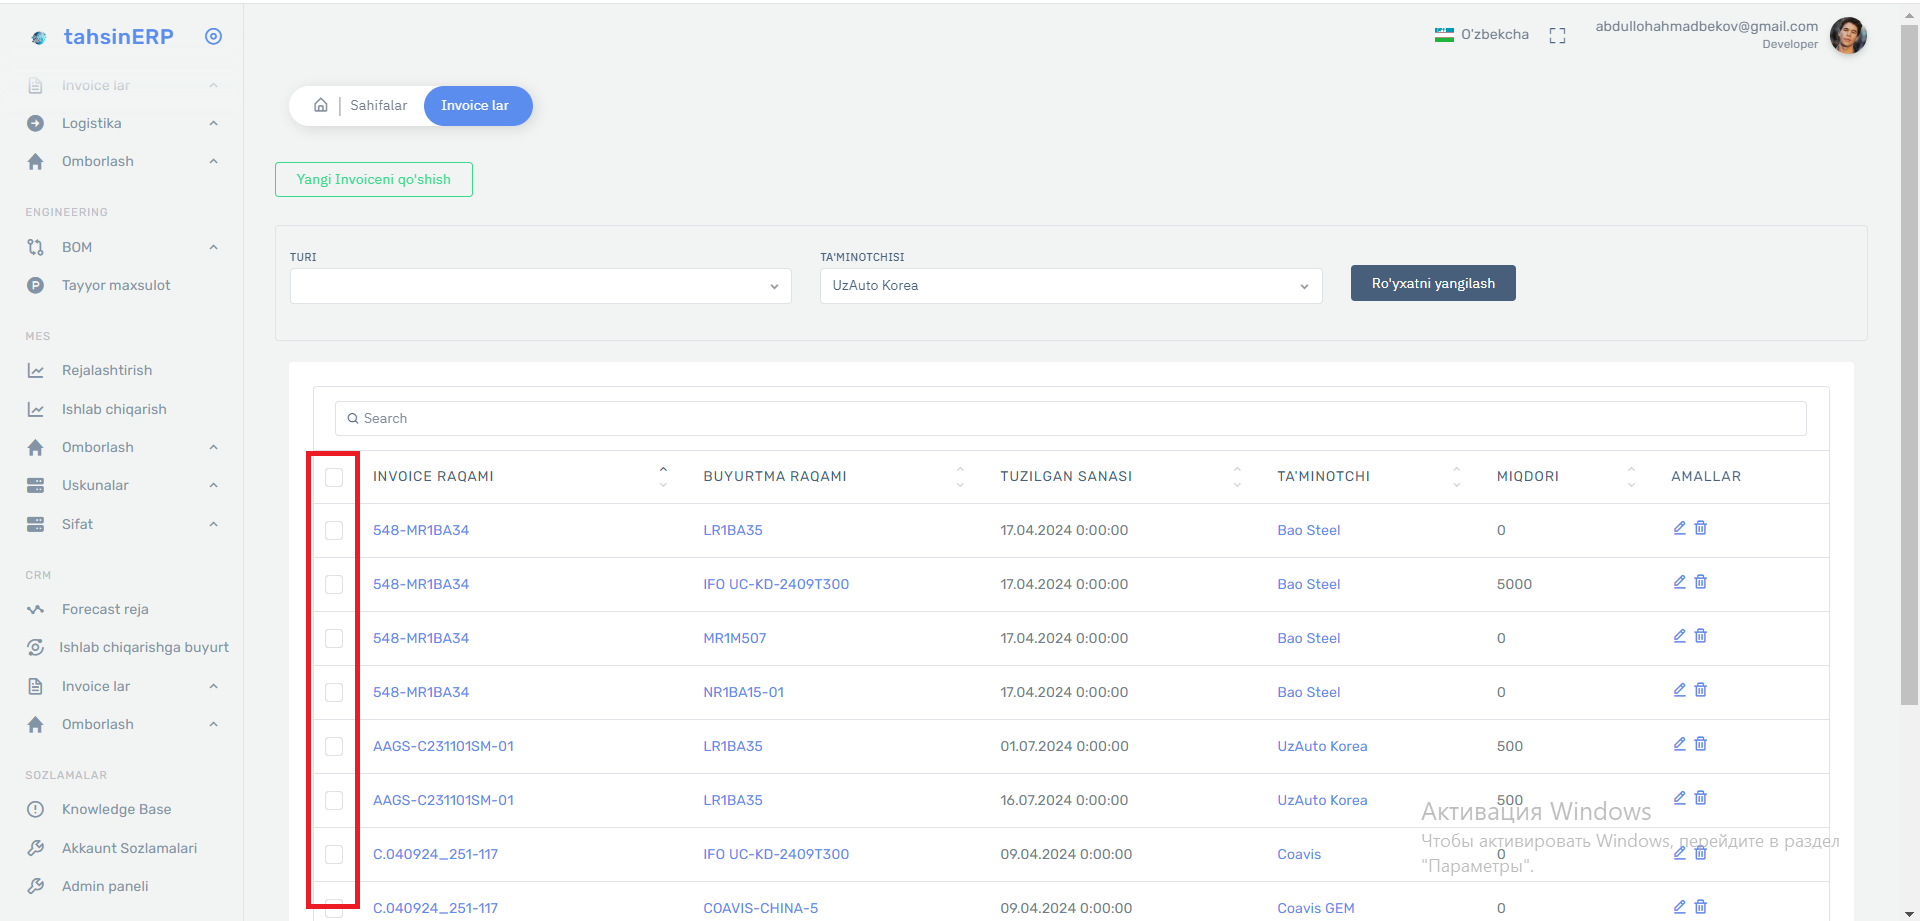 tahsinERP
Invoice lar
Logistika
Omborlash
ENGINEERING
BOM
Tayyor maxsulot
MES
Rejalashtirish
Ishlab chiqarish
Omborlash
Uskunalar
Sifat
CRM
Forecast reja
Ishlab chiqarishga buyurt
Invoice lar
Omborlash
SOZLAMALAR
Knowledge Base
Akkaunt Sozlamalari
Admin paneli
O'zbekcha
abdullohahmadbekov@gmail.com
Developer
Sahifalar Invoice lar
Yangi Invoiceni qo'shish
TURI
TA'MINOTCHISI
UzAuto Korea
Ro'yxatni yangilash
Search
INVOICE RAQAMI BUYURTMA RAQAMI TUZILGAN SANASI TA'MINOTCHI MIQDORI AMALLAR
548-MR1BA34 LR1BA35 17.04.2024 0:00:00 Bao Steel 0
548-MR1BA34 IFO UC-KD-2409T300 17.04.2024 0:00:00 Bao Steel 5000
548-MR1BA34 MR1M507 17.04.2024 0:00:00 Bao Steel 0
548-MR1BA34 NR1BA15-01 17.04.2024 0:00:00 Bao Steel 0
AAGS-C231101SM-01 LR1BA35 01.07.2024 0:00:00 UzAuto Korea 500
AAGS-C231101SM-01 LR1BA35 16.07.2024 0:00:00 UzAuto Korea 500
C.040924_251-117 IFO UC-KD-2409T300 09.04.2024 0:00:00 Coavis 0
C.040924_251-117 COAVIS-CHINA-5 09.04.2024 0:00:00 Coavis GEM 0
Активация Windows
Чтобы активировать Windows, перейдите в раздел
"Параметры".